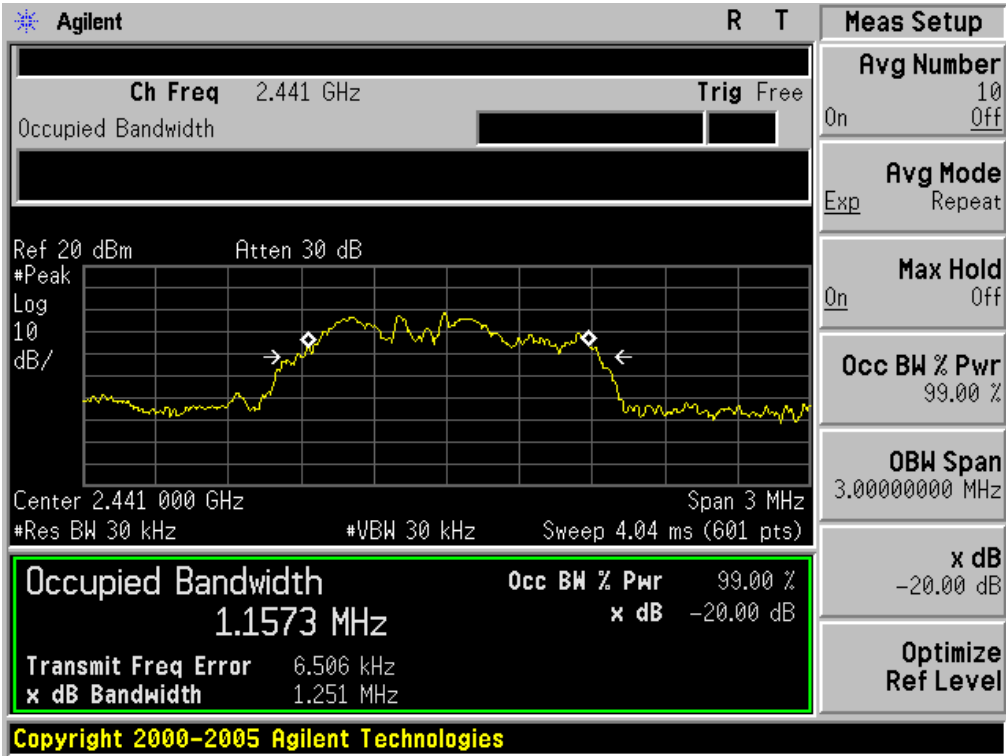 Agilent R T
Meas Setup
Ch Freq 2.441 GHz Trig Free
Occupied Bandwidth
Ref 20 dBm Atten 30 dB
#Peak
Log
10
dB/
Center 2.441 000 GHz Span 3 MHz
#Res BW 30 kHz #VBW 30 kHz Sweep 4.04 ms (601 pts)
Occupied Bandwidth Occ BW % Pwr 99.00 %
1.1573 MHz x dB -20.00 dB
Transmit Freq Error 6.506 kHz
x dB Bandwidth 1.251 MHz
Avg Number
10
On Off
Avg Mode
Exp Repeat
Max Hold
On Off
Occ BW % Pwr
99.00 %
OBW Span
3.00000000 MHz
x dB
-20.00 dB
Optimize
Ref Level
Copyright 2000-2005 Agilent Technologies